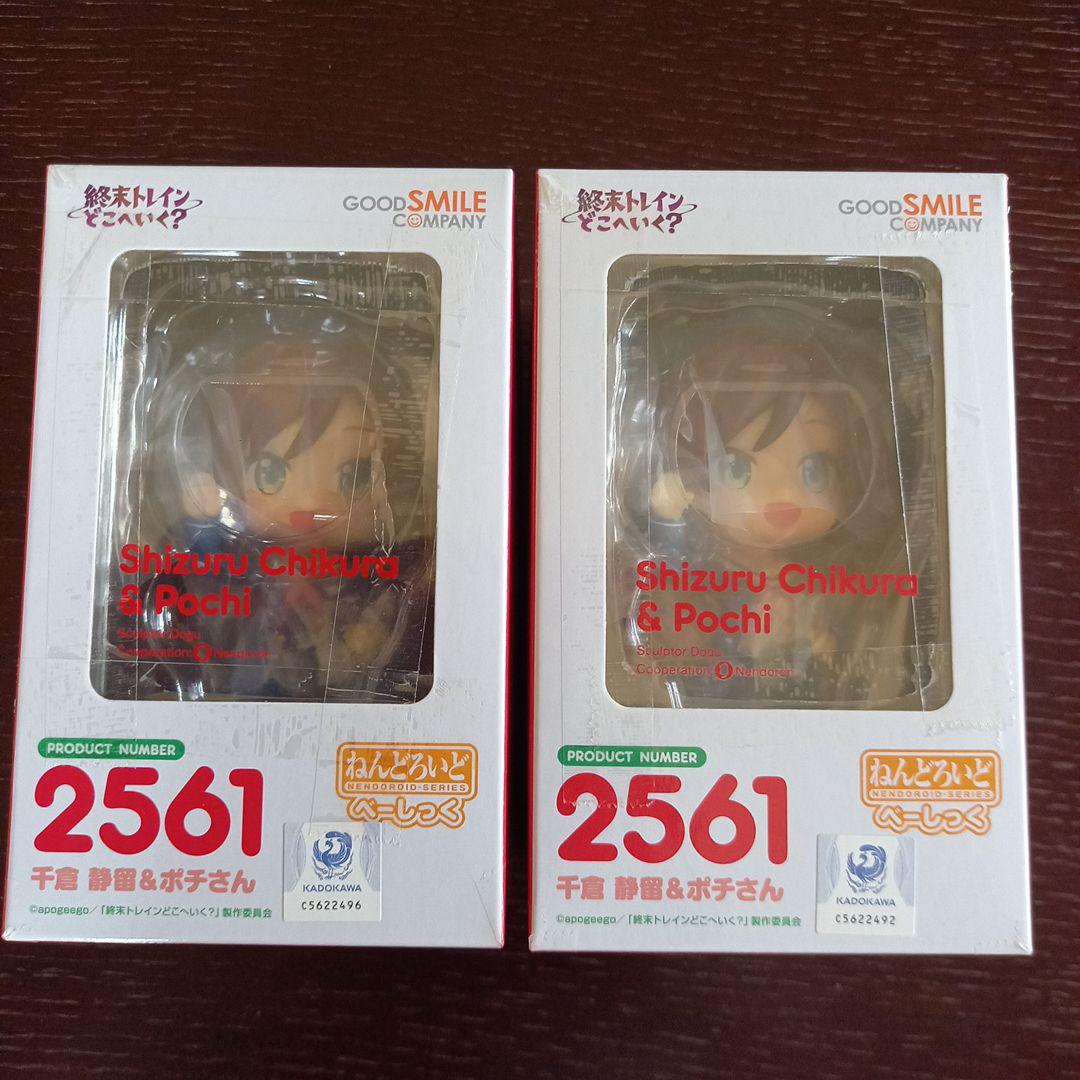 終末トレイン
どこへいく?
GOOD SMILE
COMPANY
Shizuru Chikura
& Pochi
Sculptor:Dogu
Cooperation: Nendoron
PRODUCT NUMBER
2561
ねんどろいど
NENDOROID-SERIES
べーしっく
千倉 静留&ポチさん
KADOKAWA
C5622496
©apogeego/「終末トレインどこへいく?」製作委員会
終末トレイン
どこへいく?
GOOD SMILE
COMPANY
Shizuru Chikura
& Pochi
Sculptor:Dogu
Cooperation: Nendoron
PRODUCT NUMBER
2561
ねんどろいど
NENDOROID-SERIES
べーしっく
千倉 静留&ポチさん
KADOKAWA
C5622492
©apogeego/「終末トレインどこへいく?」製作委員会